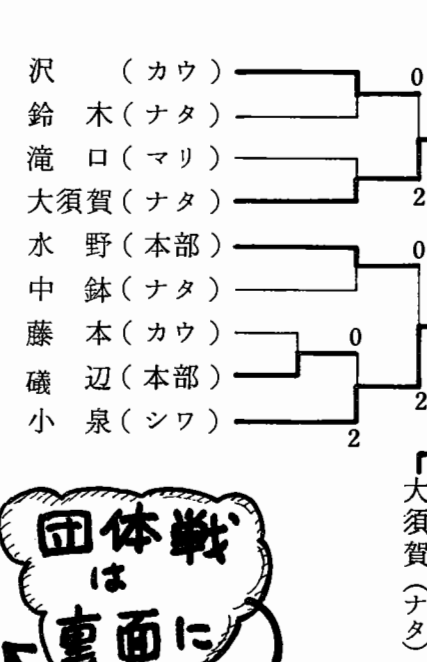 沢　　（カウ）
鈴　木（ナタ）
滝　口（マリ）
大須賀（ナタ）
水　野（本部）
中　鉢（ナタ）
藤　本（カウ）
礒　辺（本部）
小　泉（シワ）
0
2
0
0
2
2
大須賀（ナタ）
団体戦
は
裏面に